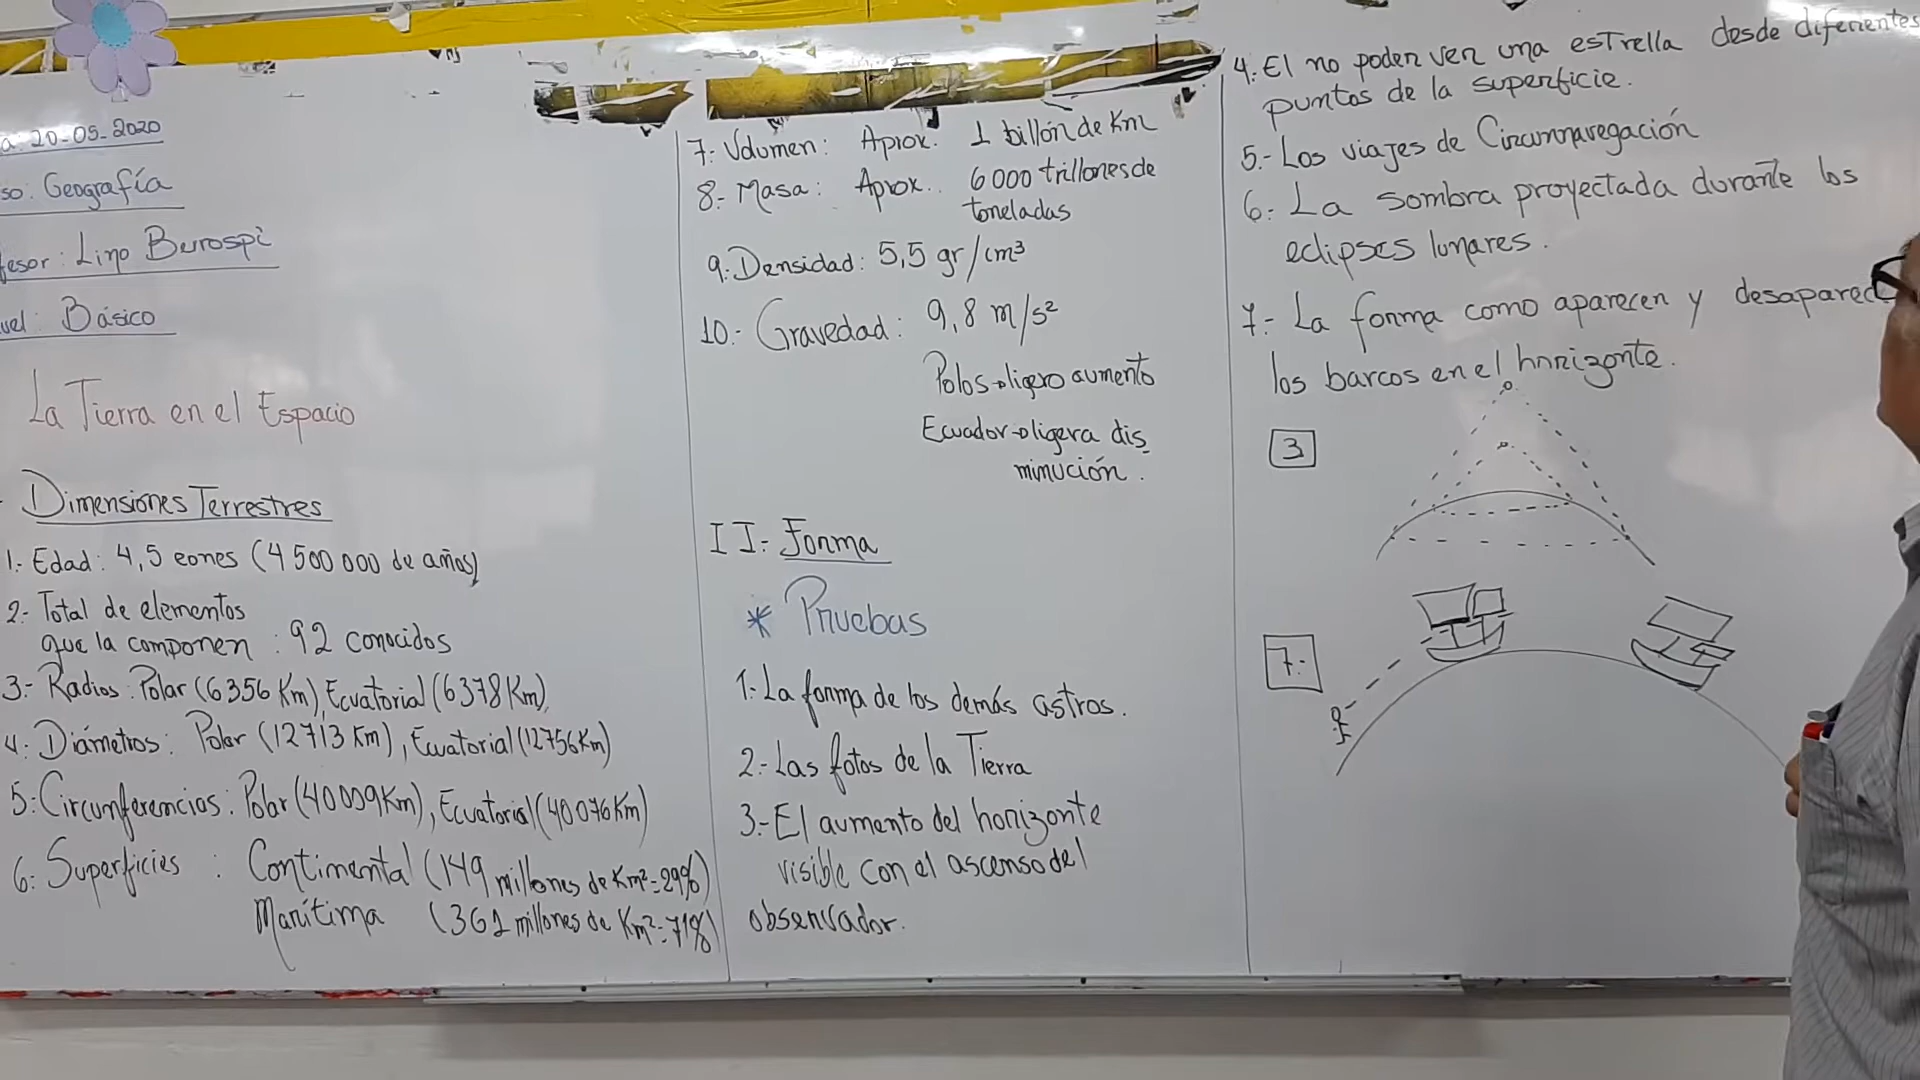 a: 20-05-2020
so: Geografía
fesor: Lino Burospi
vel: Básico
La Tierra en el Espacio
Dimensiones Terrestres
1.- Edad: 4,5 eones (4 500 000 de años)
2.- Total de elementos
que la componen : 92 conocidos
3.- Radios: Polar (6356 Km), Ecuatorial (6378 Km),
4.- Diámetros: Polar (12713 Km), Ecuatorial (12756 Km)
5.- Circunferencias: Polar (40009 Km), Ecuatorial (40076 Km)
6.- Superficies : Continental (149 millones de Km²=29%)
Marítima (361 millones de Km²=71%)
7.- Volumen: Aprox. 1 billón de Km
8.- Masa: Aprox.. 6000 trillones de
toneladas
9.- Densidad: 5,5 gr/cm³
10.- Gravedad: 9,8 m/s²
Polos→ligero aumento
Ecuador→ligera dis
minución.
II.- Forma
* Pruebas
1.- La forma de los demás astros.
2.- Las fotos de la Tierra
3.- El aumento del horizonte
visible con el ascenso del
observador.
4.- El no poder ver una estrella desde diferentes
puntos de la superficie.
5.- Los viajes de Circunnavegación
6.- La sombra proyectada durante los
eclipses lunares.
7.- La forma como aparecen y desaparec
los barcos en el horizonte.
3
7.-